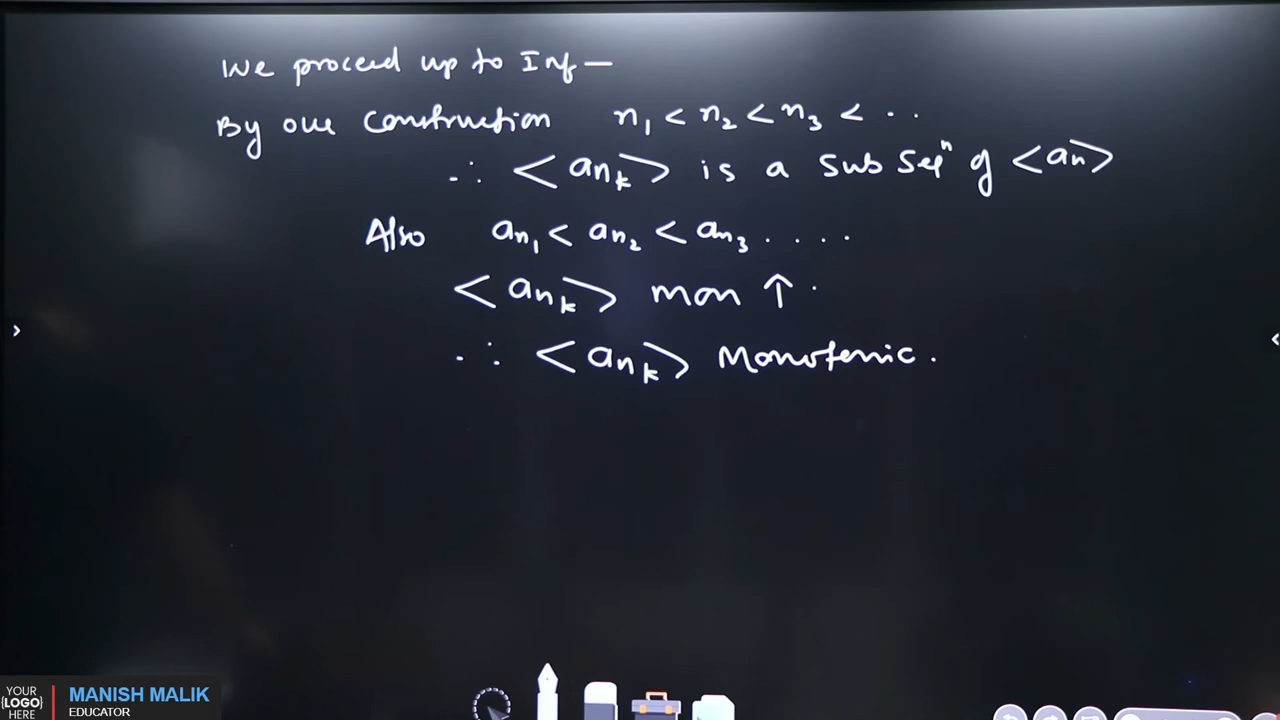 We proceed up to Inf —
By our construction n₁ < n₂ < n₃ < ..
∴ <aₙₖ> is a sub seqⁿ of <aₙ>
Also aₙ₁ < aₙ₂ < aₙ₃ ....
<aₙₖ> mon ↑ .
∴ <aₙₖ> Monotonic.
YOUR
{LOGO}
HERE
MANISH MALIK
EDUCATOR